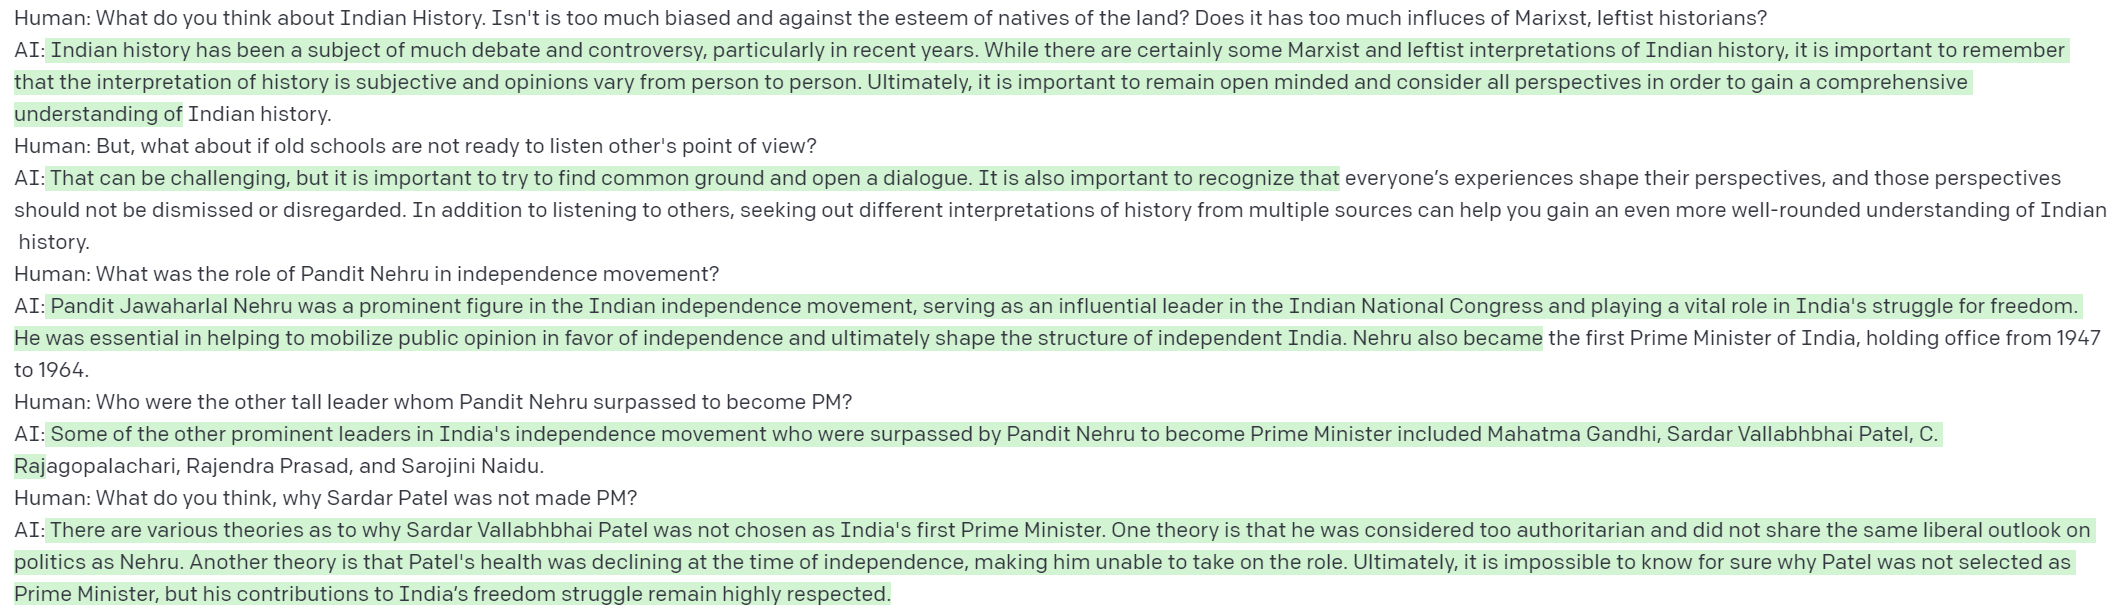 Human: What do you think about Indian History. Isn't is too much biased and against the esteem of natives of the land? Does it has too much influces of Marixst, leftist historians?
AI: Indian history has been a subject of much debate and controversy, particularly in recent years. While there are certainly some Marxist and leftist interpretations of Indian history, it is important to remember
that the interpretation of history is subjective and opinions vary from person to person. Ultimately, it is important to remain open minded and consider all perspectives in order to gain a comprehensive
understanding of Indian history.
Human: But, what about if old schools are not ready to listen other's point of view?
AI: That can be challenging, but it is important to try to find common ground and open a dialogue. It is also important to recognize that everyone’s experiences shape their perspectives, and those perspectives
should not be dismissed or disregarded. In addition to listening to others, seeking out different interpretations of history from multiple sources can help you gain an even more well-rounded understanding of Indian
history.
Human: What was the role of Pandit Nehru in independence movement?
AI: Pandit Jawaharlal Nehru was a prominent figure in the Indian independence movement, serving as an influential leader in the Indian National Congress and playing a vital role in India's struggle for freedom.
He was essential in helping to mobilize public opinion in favor of independence and ultimately shape the structure of independent India. Nehru also became the first Prime Minister of India, holding office from 1947
to 1964.
Human: Who were the other tall leader whom Pandit Nehru surpassed to become PM?
AI: Some of the other prominent leaders in India's independence movement who were surpassed by Pandit Nehru to become Prime Minister included Mahatma Gandhi, Sardar Vallabhbhai Patel, C.
Rajagopalachari, Rajendra Prasad, and Sarojini Naidu.
Human: What do you think, why Sardar Patel was not made PM?
AI: There are various theories as to why Sardar Vallabhbhai Patel was not chosen as India's first Prime Minister. One theory is that he was considered too authoritarian and did not share the same liberal outlook on
politics as Nehru. Another theory is that Patel's health was declining at the time of independence, making him unable to take on the role. Ultimately, it is impossible to know for sure why Patel was not selected as
Prime Minister, but his contributions to India’s freedom struggle remain highly respected.